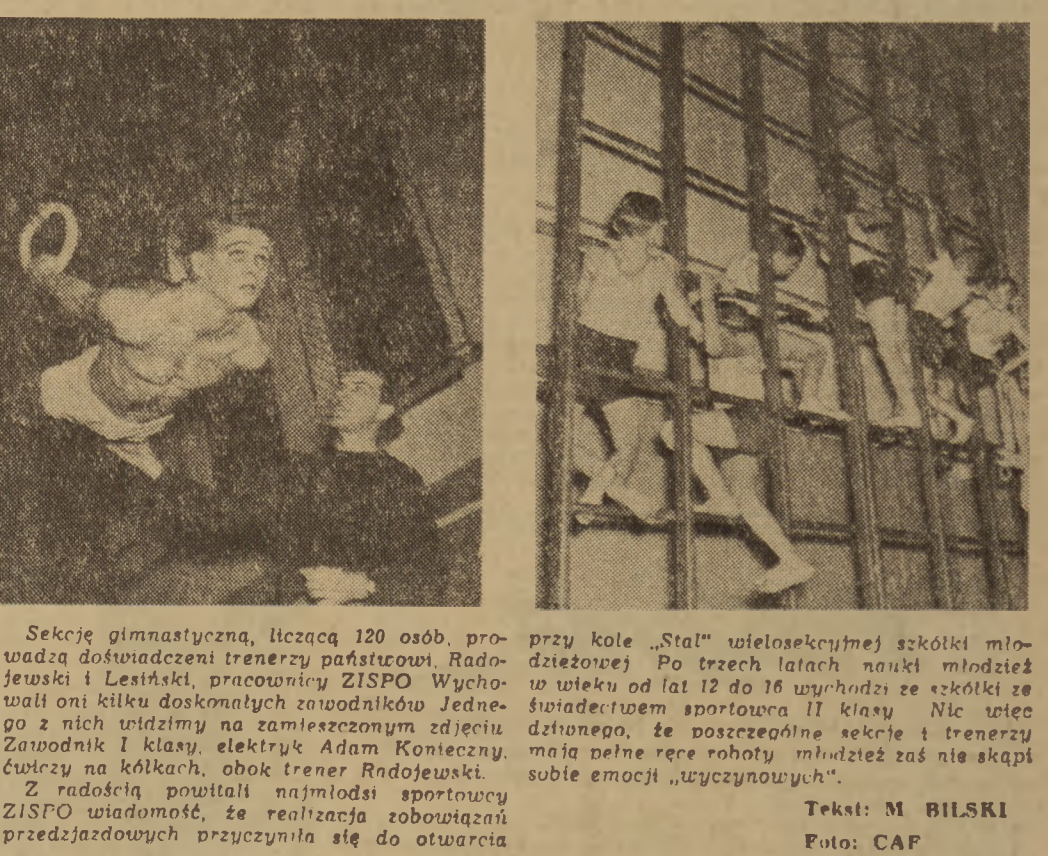 Sekcję gimnastyczną, liczącą 120 osób, pro-
wadzą doświadczeni trenerzy państwowi, Rado-
jewski i Lesiński, pracownicy ZISPO Wycho-
wali oni kilku doskonałych zawodników Jedne-
go z nich widzimy na zamieszczonym zdjęciu
Zawodnik I klasy, elektryk Adam Konieczny,
ćwiczy na kółkach, obok trener Radojewski.
Z radością powitali najmłodsi sportowcy
ZISPO wiadomość, że realizacja zobowiązań
przedzjazdowych przyczyniła się do otwarcia
przy kole „Stal" wielosekcyjnej szkółki mło-
dzieżowej Po trzech latach nauki młodzież
w wieku od lat 12 do 16 wychodzi ze szkółki ze
świadectwem sportowca II klasy Nic więc
dziwnego, że poszczególne sekcje i trenerzy
mają pełne ręce roboty młodzież zaś nie skąpi
sobie emocji „wyczynowych".
Tekst: M BILSKI
Foto: CAF